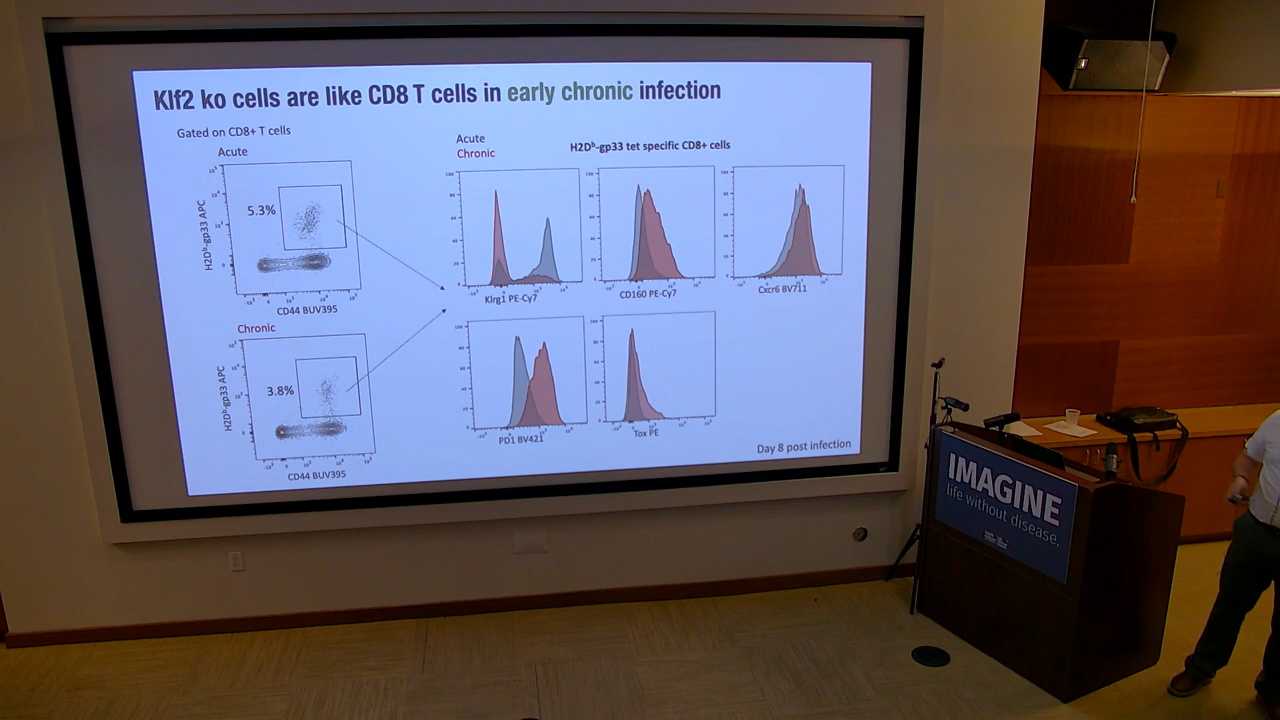 Klf2 ko cells are like CD8 T cells in early chronic infection
Gated on CD8+ T cells
Acute
5.3%
H2Dᵇ-gp33 APC
CD44 BUV395
Chronic
3.8%
H2Dᵇ-gp33 APC
CD44 BUV395
Acute
Chronic
H2Dᵇ-gp33 tet specific CD8+ cells
Klrg1 PE-Cy7
CD160 PE-Cy7
Cxcr6 BV711
PD1 BV421
Tox PE
Day 8 post infection
IMAGINE
life without disease.